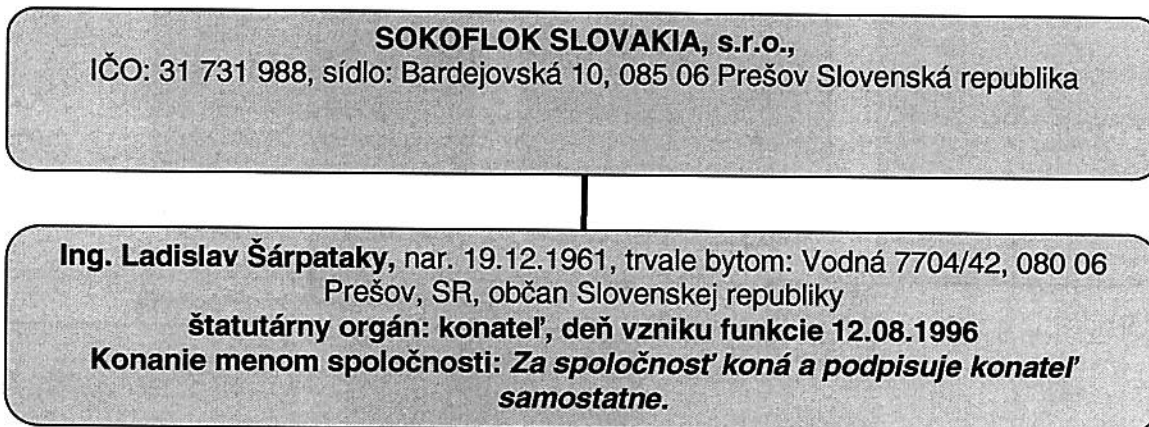 SOKOFLOK SLOVAKIA, s.r.o.,
IČO: 31 731 988, sídlo: Bardejovská 10, 085 06 Prešov Slovenská republika
Ing. Ladislav Šárpataky, nar. 19.12.1961, trvale bytom: Vodná 7704/42, 080 06
Prešov, SR, občan Slovenskej republiky
štatutárny orgán: konateľ, deň vzniku funkcie 12.08.1996
Konanie menom spoločnosti: Za spoločnosť koná a podpisuje konateľ
samostatne.